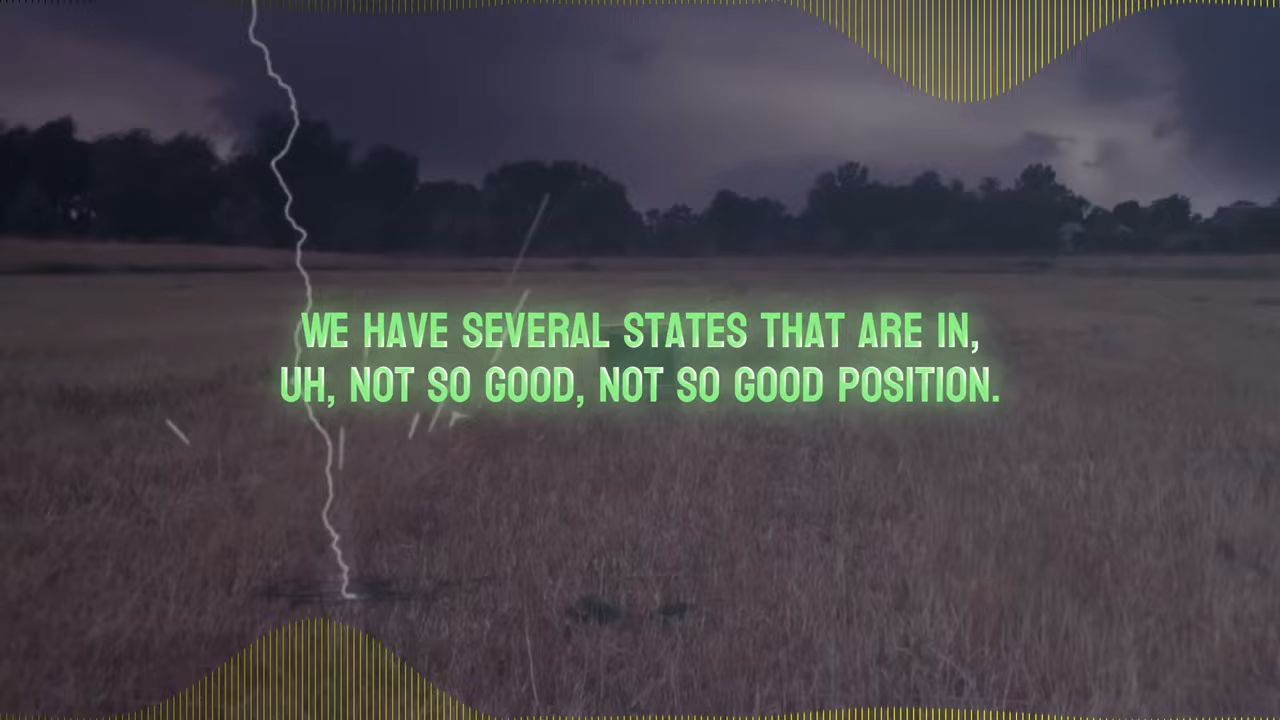 WE HAVE SEVERAL STATES THAT ARE IN,
UH, NOT SO GOOD, NOT SO GOOD POSITION.